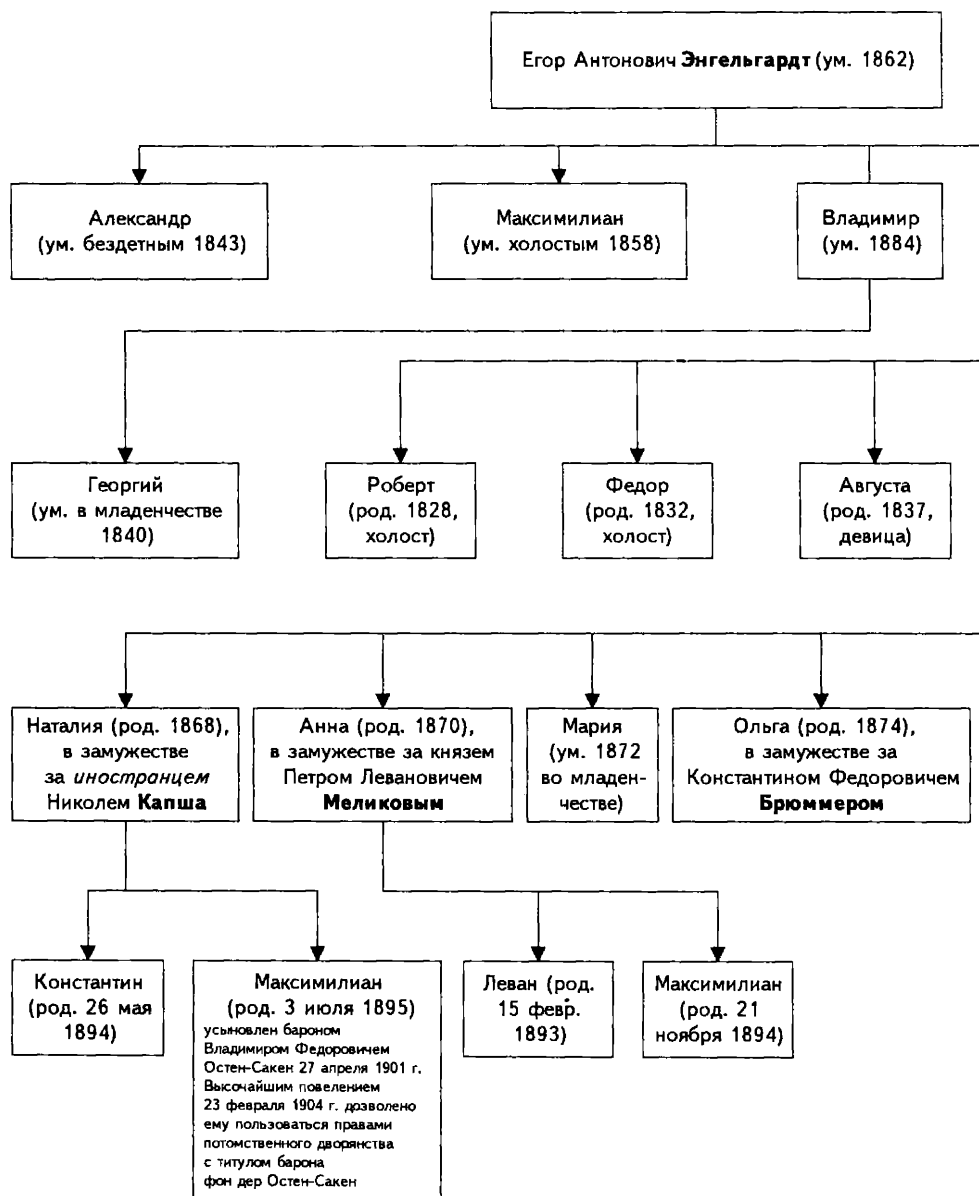 Егор Антонович Энгельгардт (ум. 1862)
Александр
(ум. бездетным 1843)
Максимилиан
(ум. холостым 1858)
Владимир
(ум. 1884)
Георгий
(ум. в младенчестве
1840)
Роберт
(род. 1828,
холост)
Федор
(род. 1832,
холост)
Августа
(род. 1837,
девица)
Наталия (род. 1868),
в замужестве
за иностранцем
Николем Капша
Анна (род. 1870),
в замужестве за князем
Петром Левановичем
Меликовым
Мария
(ум. 1872
во младен-
честве)
Ольга (род. 1874),
в замужестве за
Константином Федоровичем
Брюммером
Константин
(род. 26 мая
1894)
Максимилиан
(род. 3 июля 1895)
усыновлен бароном
Владимиром Федоровичем
Остен-Сакен 27 апреля 1901 г.
Высочайшим повелением
23 февраля 1904 г. дозволено
ему пользоваться правами
потомственного дворянства
с титулом барона
фон дер Остен-Сакен
Леван (род.
15 февр.
1893)
Максимилиан
(род. 21
ноября 1894)